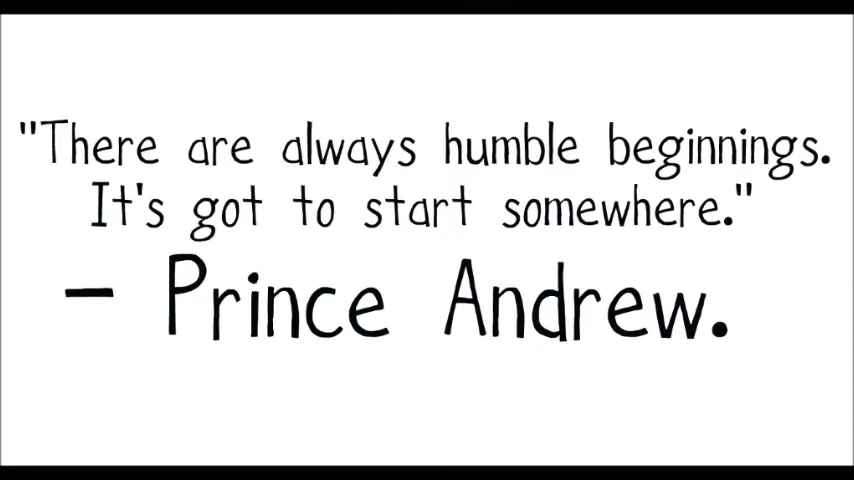 "There are always humble beginnings.
It's got to start somewhere."
- Prince Andrew.